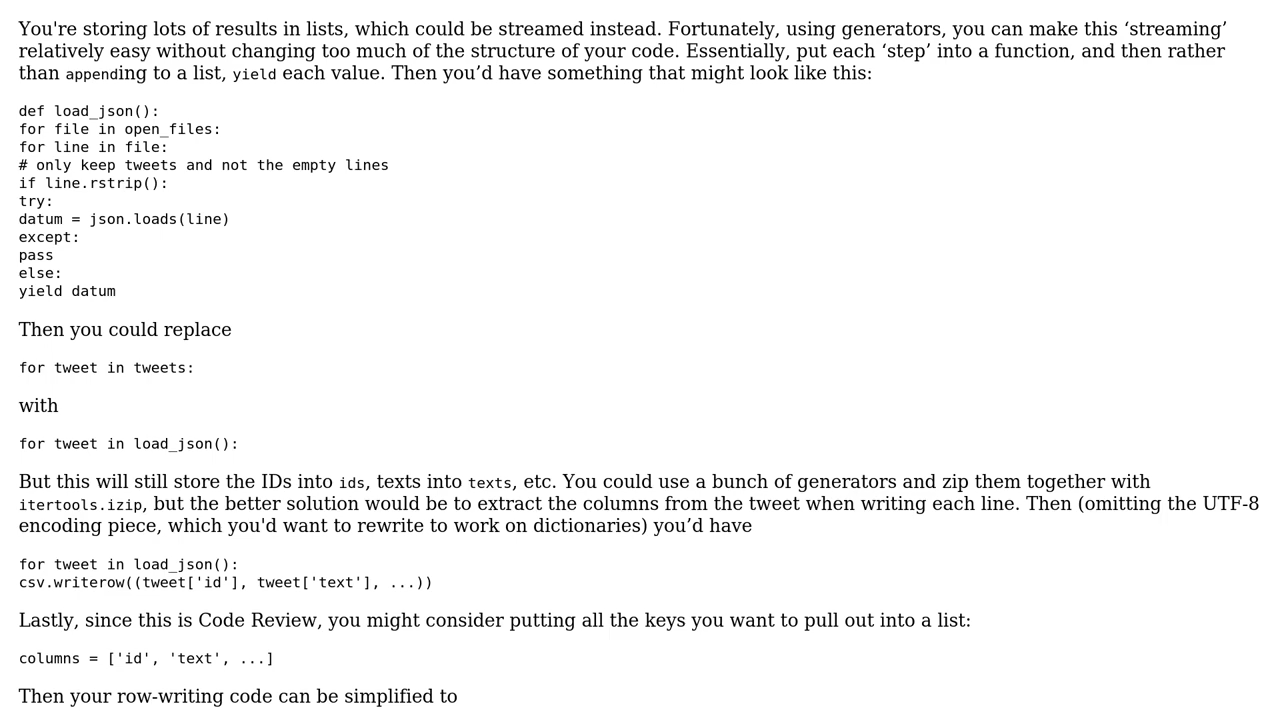 You're storing lots of results in lists, which could be streamed instead. Fortunately, using generators, you can make this ‘streaming’
relatively easy without changing too much of the structure of your code. Essentially, put each ‘step’ into a function, and then rather
than appending to a list, yield each value. Then you’d have something that might look like this:
def load_json():
for file in open_files:
for line in file:
# only keep tweets and not the empty lines
if line.rstrip():
try:
datum = json.loads(line)
except:
pass
else:
yield datum
Then you could replace
for tweet in tweets:
with
for tweet in load_json():
But this will still store the IDs into ids, texts into texts, etc. You could use a bunch of generators and zip them together with
itertools.izip, but the better solution would be to extract the columns from the tweet when writing each line. Then (omitting the UTF-8
encoding piece, which you'd want to rewrite to work on dictionaries) you’d have
for tweet in load_json():
csv.writerow((tweet['id'], tweet['text'], ...))
Lastly, since this is Code Review, you might consider putting all the keys you want to pull out into a list:
columns = ['id', 'text', ...]
Then your row-writing code can be simplified to